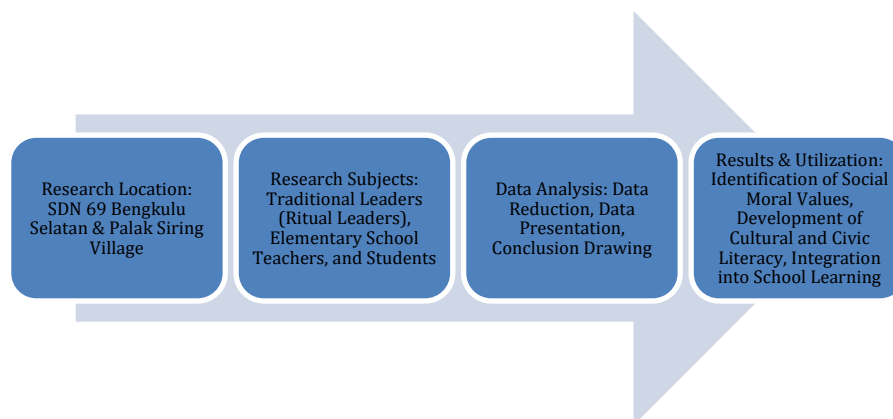 Research Location:
SDN 69 Bengkulu
Selatan & Palak Siring
Village
Research Subjects:
Traditional Leaders
(Ritual Leaders),
Elementary School
Teachers, and Students
Data Analysis: Data
Reduction, Data
Presentation,
Conclusion Drawing
Results & Utilization:
Identification of Social
Moral Values,
Development of
Cultural and Civic
Literacy, Integration
into School Learning